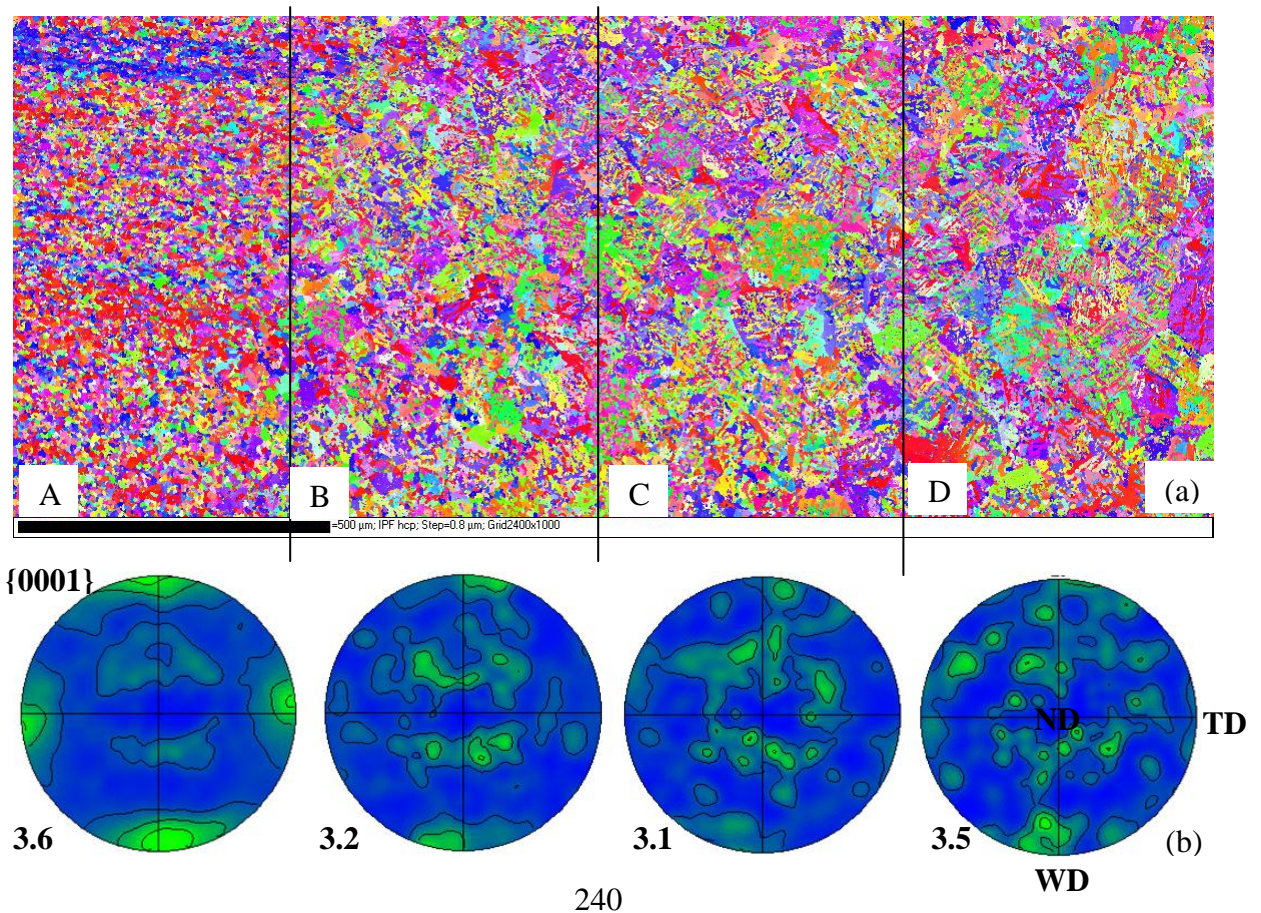 A B C D (a)
=500 µm; IPF hcp; Step=0.8 µm; Grid2400x1000
{0001}
ND TD
3.6 3.2 3.1 3.5 (b)
WD
240